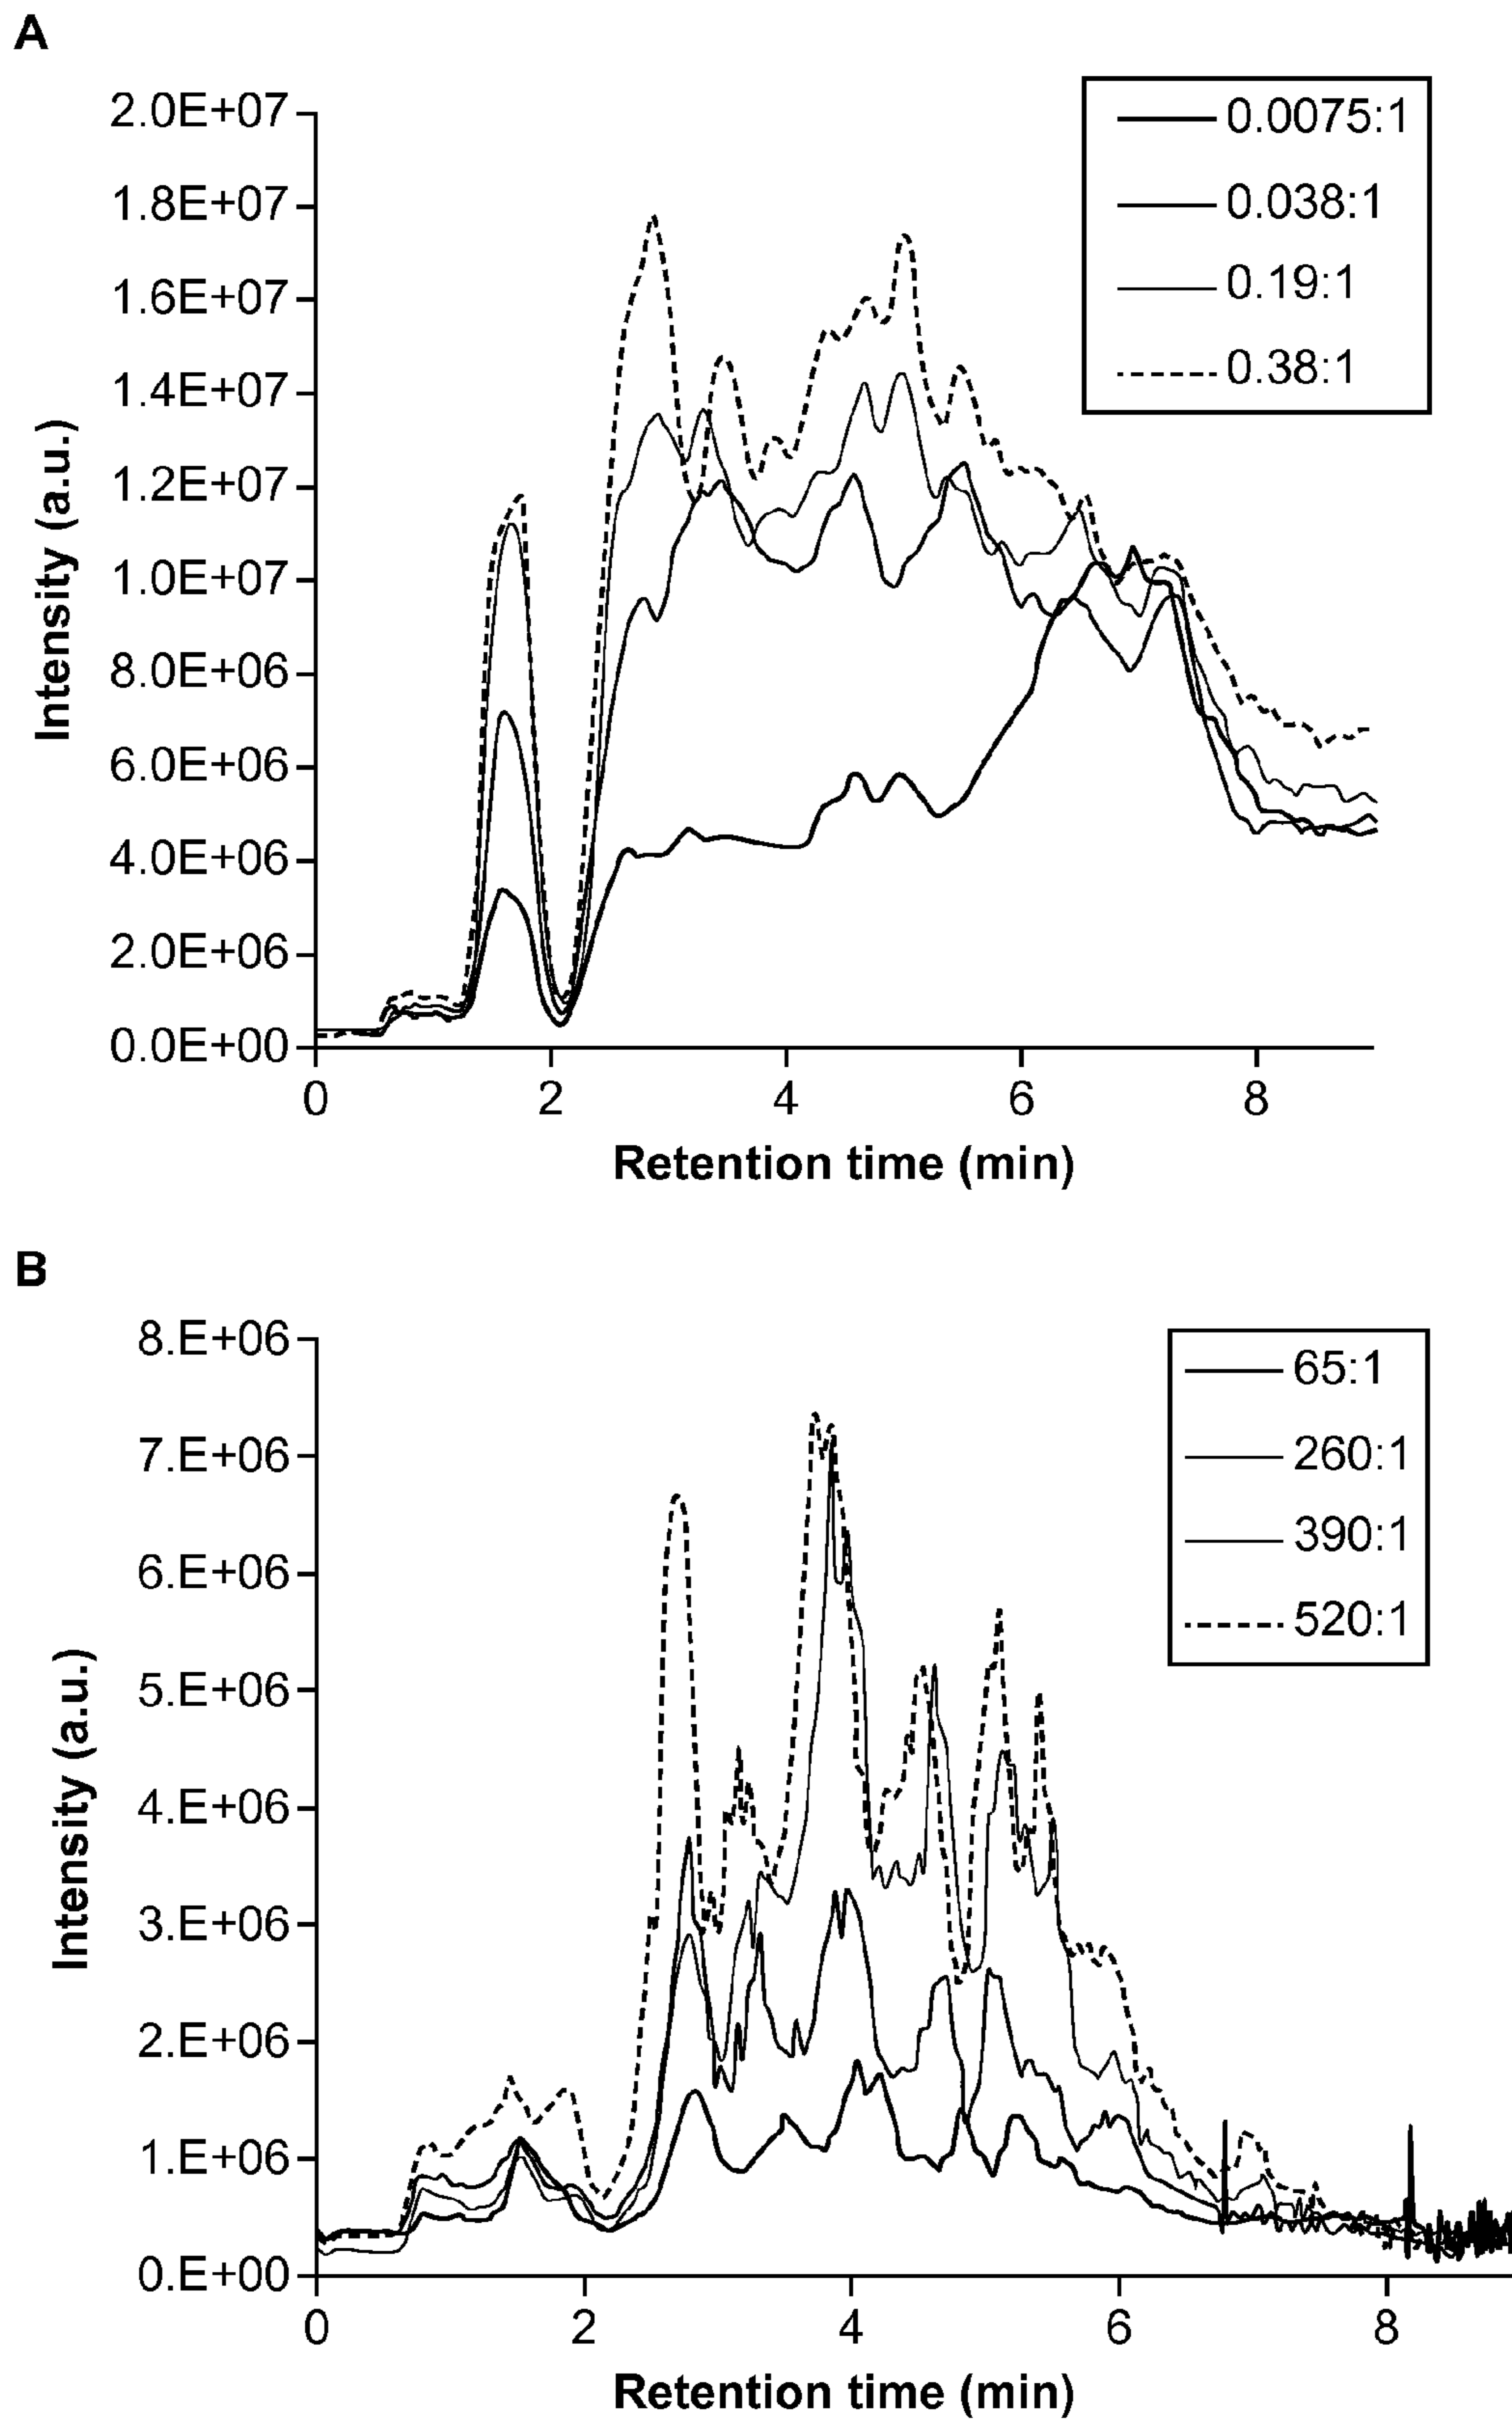 A
2.0E+07
1.8E+07
1.6E+07
1.4E+07
1.2E+07
1.0E+07
8.0E+06
6.0E+06
4.0E+06
2.0E+06
0.0E+00
Intensity (a.u.)
0.0075:1
0.038:1
0.19:1
0.38:1
0 2 4 6 8
Retention time (min)
B
8.E+06
7.E+06
6.E+06
5.E+06
4.E+06
3.E+06
2.E+06
1.E+06
0.E+00
Intensity (a.u.)
65:1
260:1
390:1
520:1
0 2 4 6 8
Retention time (min)